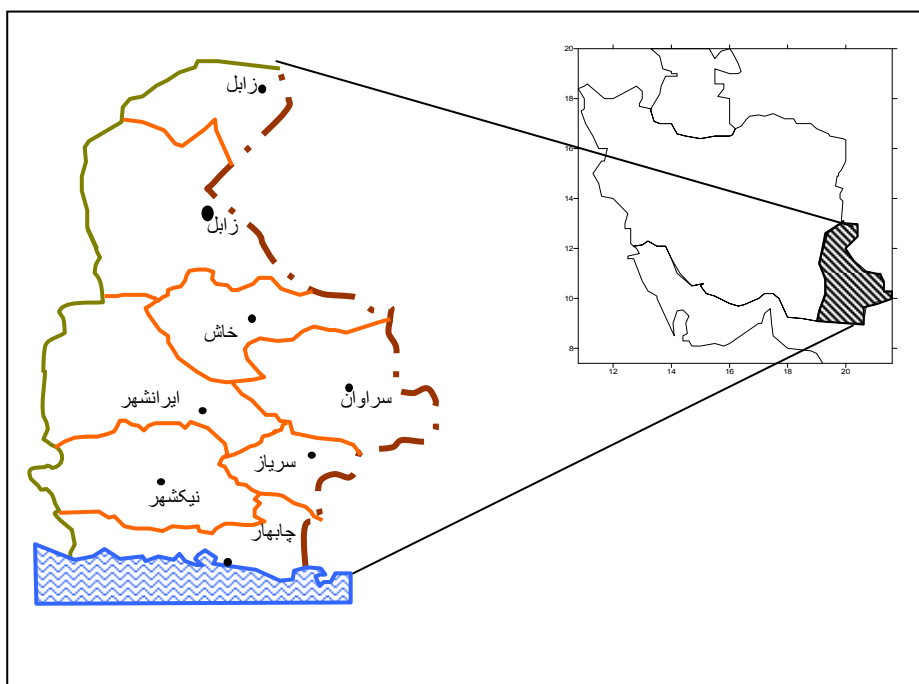 زابل
زابل
خاش
سراوان
ایرانشهر
سرباز
نیکشهر
چابهار
20
18
16
14
12
10
8
12
14
16
18
20